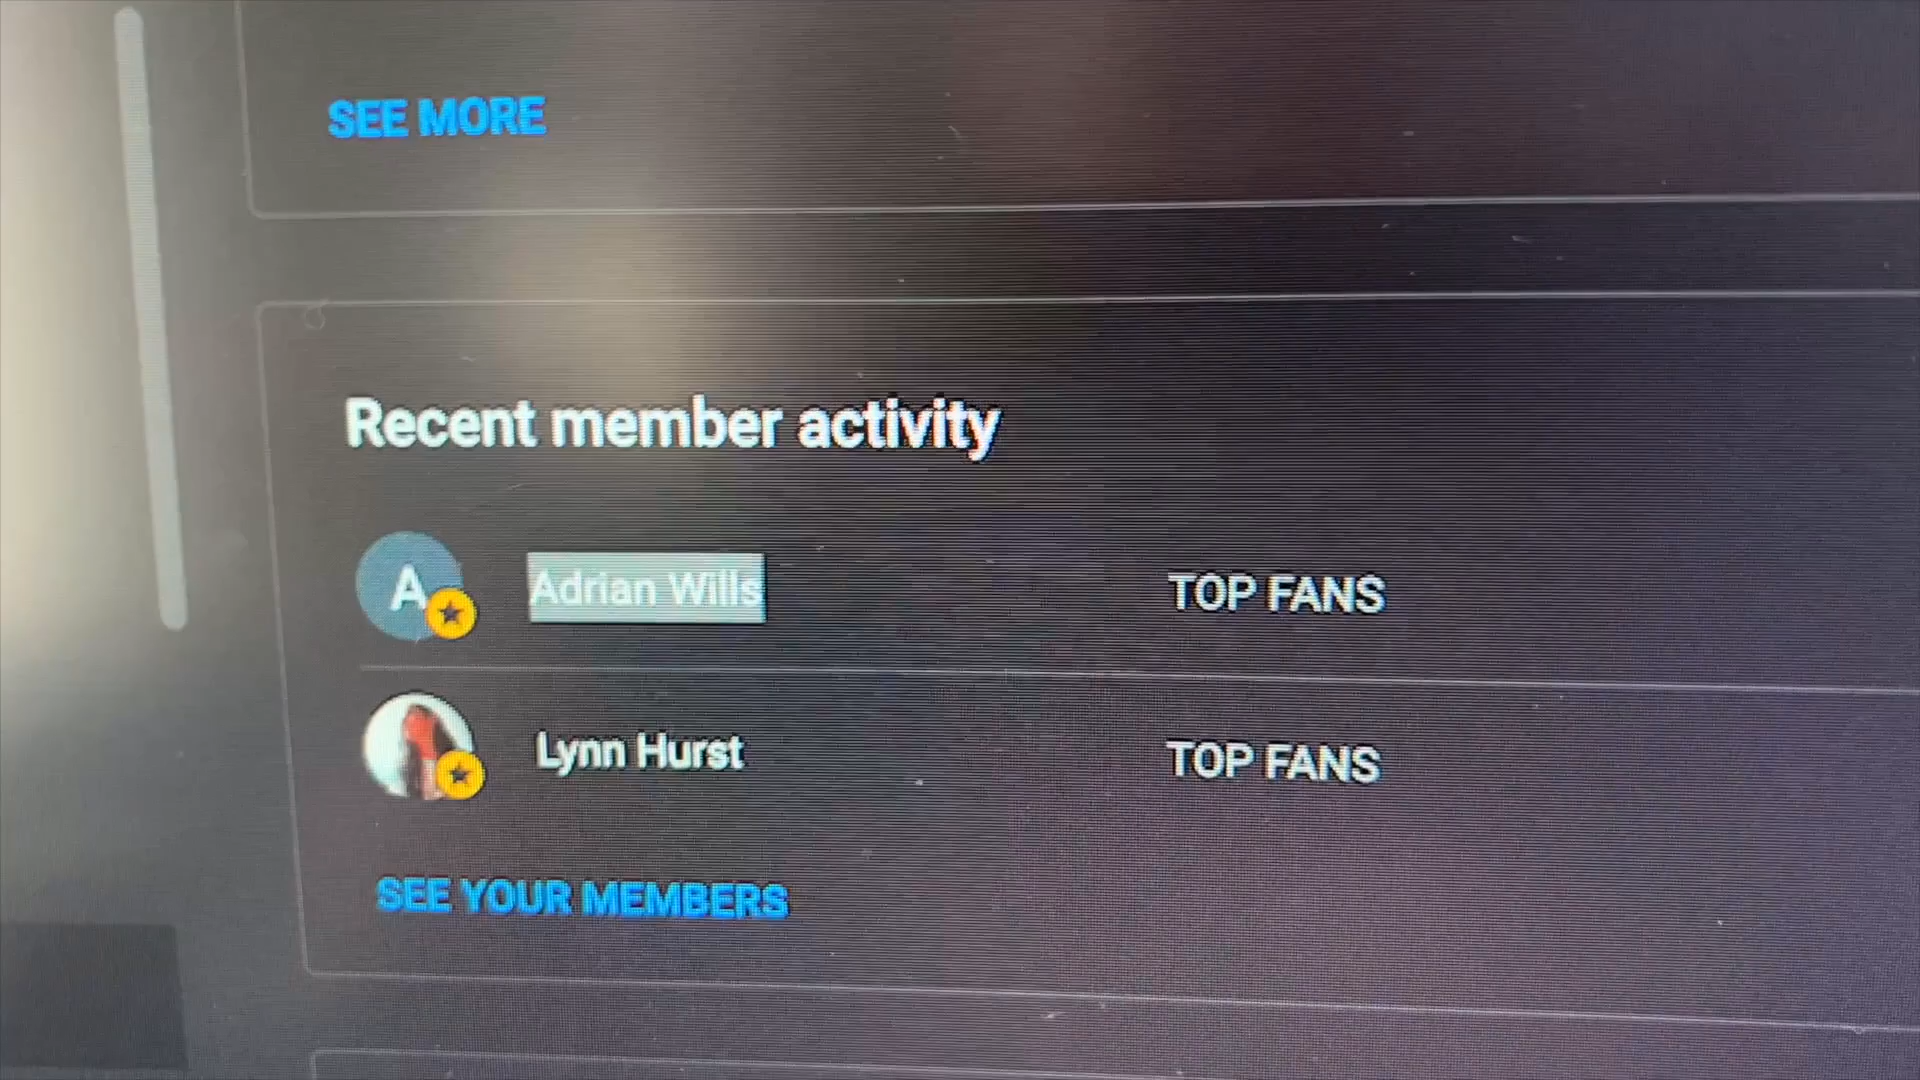 SEE MORE
Recent member activity
A
Adrian Wills
TOP FANS
Lynn Hurst
TOP FANS
SEE YOUR MEMBERS